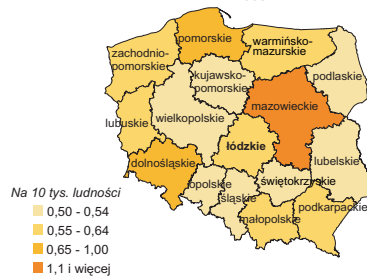 pomorskie
warmińsko-
mazurskie
zachodnio-
pomorskie
kujawsko-
pomorskie
podlaskie
mazowieckie
lubuskie
wielkopolskie
łódzkie
dolnośląskie
lubelskie
opolskie
śląskie
świętokrzyskie
małopolskie
podkarpackie
Na 10 tys. ludności
0,50 - 0,54
0,55 - 0,64
0,65 - 1,00
1,1 i więcej